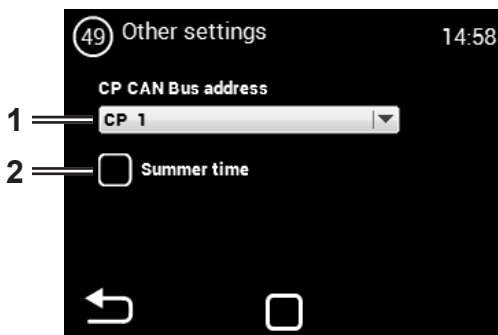 49 Other settings 14:58
CP CAN Bus address
1 CP 1
2 Summer time